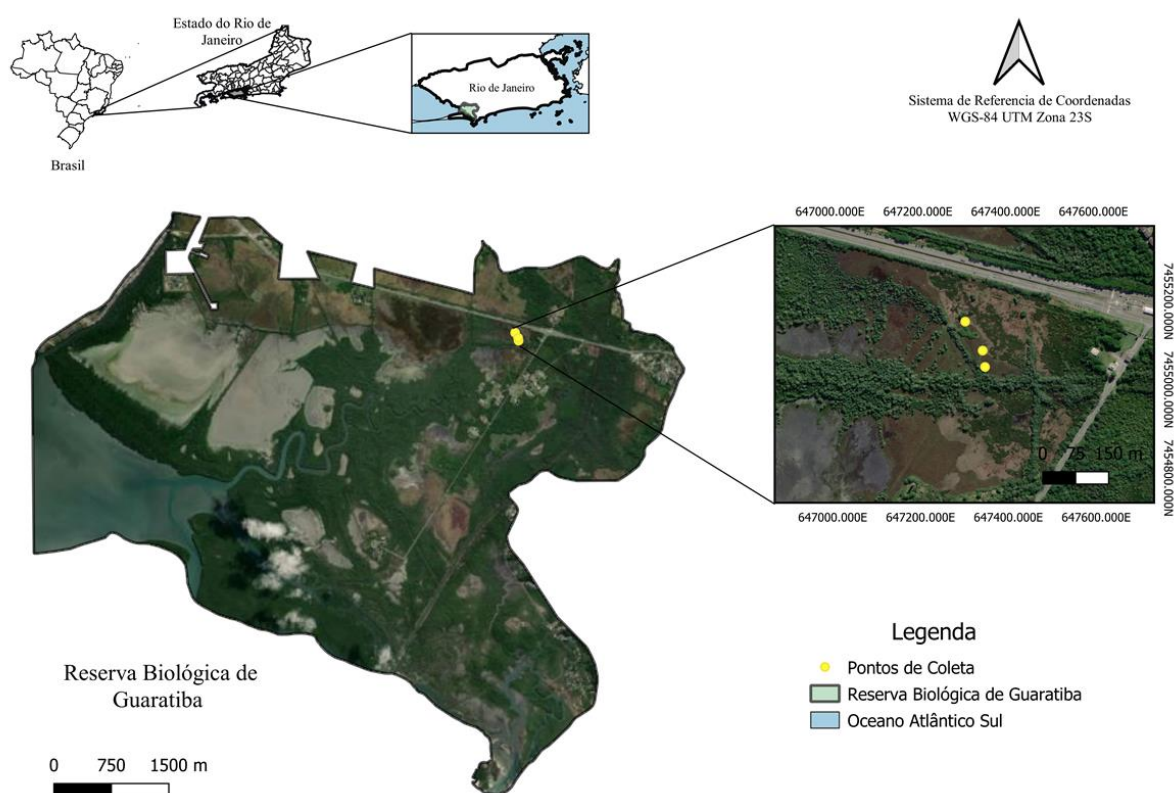 Estado do Rio de
Janeiro
Rio de Janeiro
Brasil
Sistema de Referencia de Coordenadas
WGS-84 UTM Zona 23S
647000.000E 647200.000E 647400.000E 647600.000E
7455200.000N
7455000.000N
7454800.000N
0 75 150 m
647000.000E 647200.000E 647400.000E 647600.000E
Reserva Biológica de
Guaratiba
0 750 1500 m
Legenda
Pontos de Coleta
Reserva Biológica de Guaratiba
Oceano Atlântico Sul